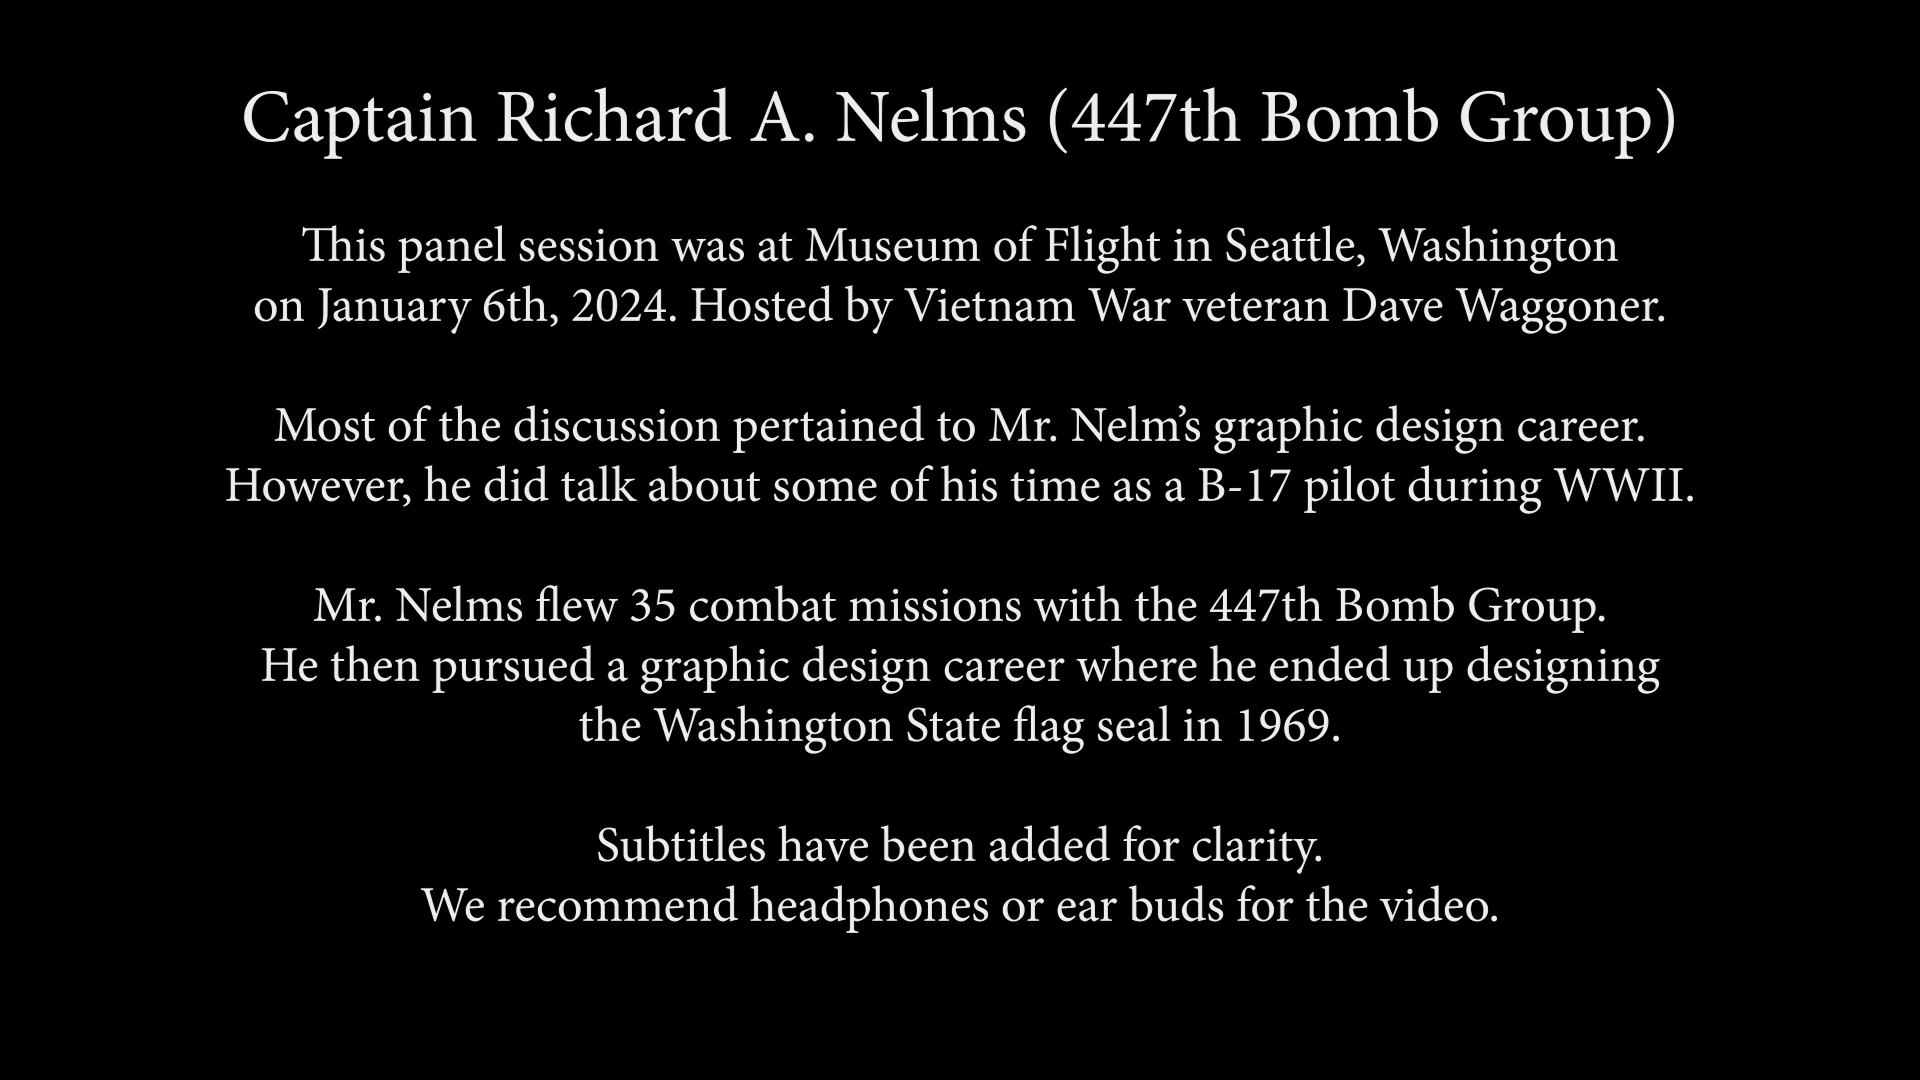 Captain Richard A. Nelms (447th Bomb Group)
This panel session was at Museum of Flight in Seattle, Washington
on January 6th, 2024. Hosted by Vietnam War veteran Dave Waggoner.
Most of the discussion pertained to Mr. Nelm’s graphic design career.
However, he did talk about some of his time as a B-17 pilot during WWII.
Mr. Nelms flew 35 combat missions with the 447th Bomb Group.
He then pursued a graphic design career where he ended up designing
the Washington State flag seal in 1969.
Subtitles have been added for clarity.
We recommend headphones or ear buds for the video.